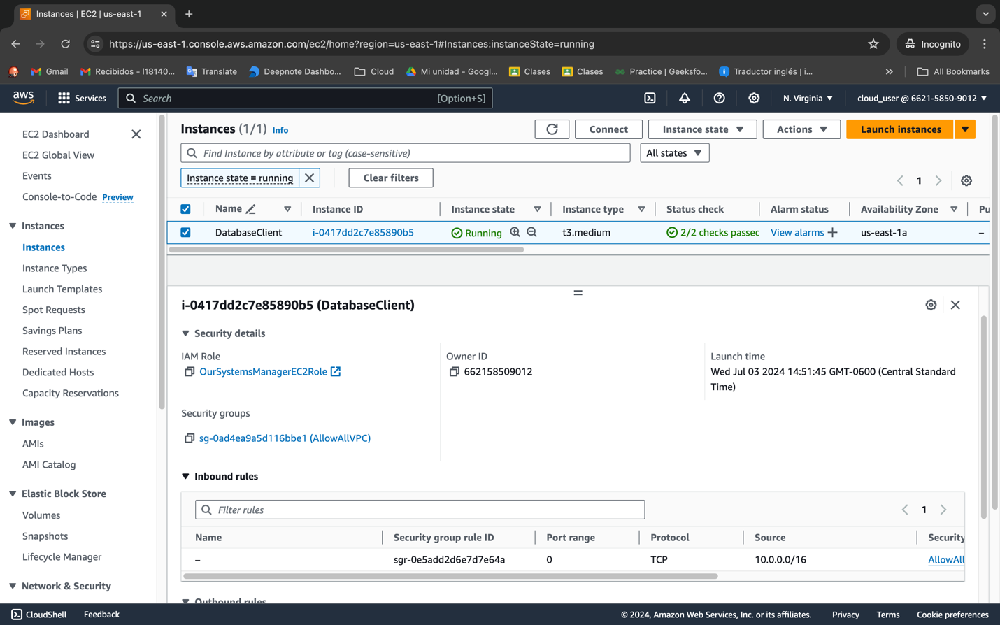 Instances | EC2 | us-east-1
https://us-east-1.console.aws.amazon.com/ec2/home?region=us-east-1#Instances:instanceState=running
Incognito
Gmail
Recibidos - l18140...
Translate
Deepnote Dashbo...
Cloud
Mi unidad - Googl...
Clases
Clases
Practice | Geeksfo...
Traductor inglés | i...
All Bookmarks
aws
Services
Search
[Option+S]
N. Virginia
cloud_user @ 6621-5850-9012
EC2 Dashboard
EC2 Global View
Events
Console-to-Code Preview
Instances
Instances
Instance Types
Launch Templates
Spot Requests
Savings Plans
Reserved Instances
Dedicated Hosts
Capacity Reservations
Images
AMIs
AMI Catalog
Elastic Block Store
Volumes
Snapshots
Lifecycle Manager
Network & Security
Instances (1/1) Info
Connect
Instance state
Actions
Launch instances
Find Instance by attribute or tag (case-sensitive)
All states
Instance state = running
Clear filters
1
Name
Instance ID
Instance state
Instance type
Status check
Alarm status
Availability Zone
Pu
DatabaseClient
i-0417dd2c7e85890b5
Running
t3.medium
2/2 checks passec
View alarms
us-east-1a
–
i-0417dd2c7e85890b5 (DatabaseClient)
Security details
IAM Role
OurSystemsManagerEC2Role
Owner ID
662158509012
Launch time
Wed Jul 03 2024 14:51:45 GMT-0600 (Central Standard
Time)
Security groups
sg-0ad4ea9a5d116bbe1 (AllowAllVPC)
Inbound rules
Filter rules
1
Name
Security group rule ID
Port range
Protocol
Source
Security
–
sgr-0e5add2d6e7d7e64a
0
TCP
10.0.0.0/16
AllowAll
Outbound rules
CloudShell
Feedback
© 2024, Amazon Web Services, Inc. or its affiliates.
Privacy
Terms
Cookie preferences